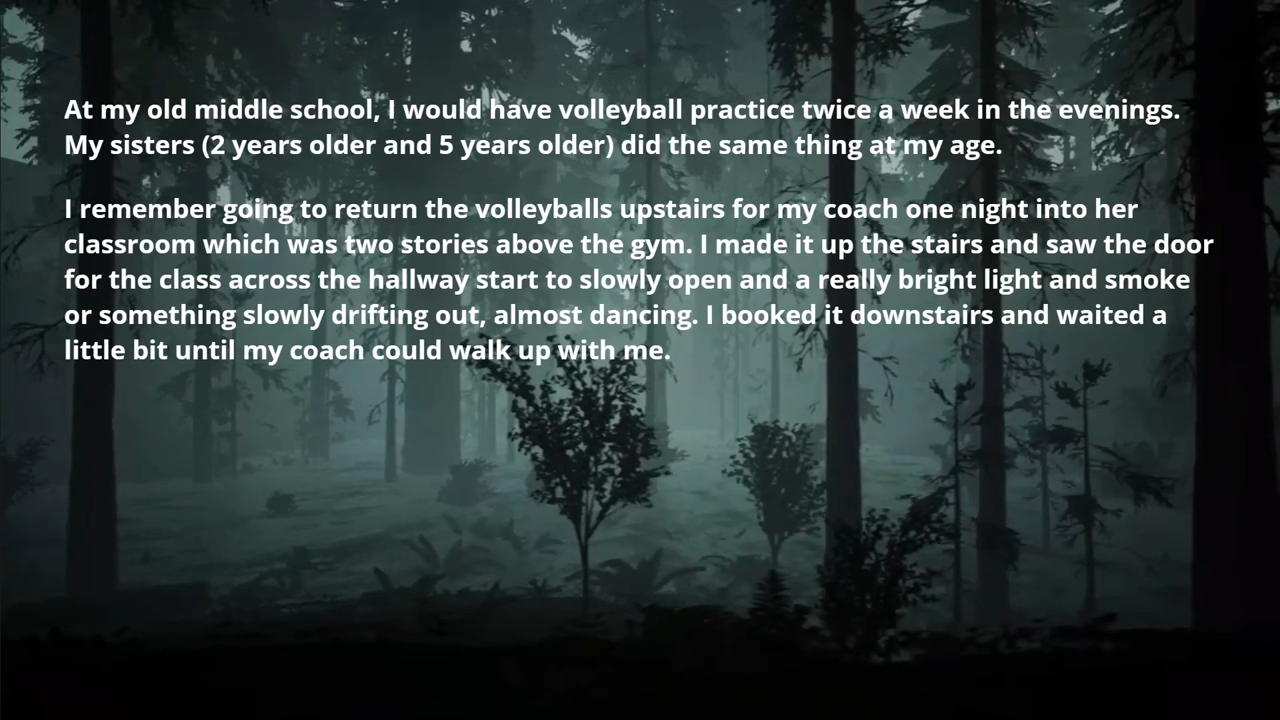 At my old middle school, I would have volleyball practice twice a week in the evenings.
My sisters (2 years older and 5 years older) did the same thing at my age.
I remember going to return the volleyballs upstairs for my coach one night into her
classroom which was two stories above the gym. I made it up the stairs and saw the door
for the class across the hallway start to slowly open and a really bright light and smoke
or something slowly drifting out, almost dancing. I booked it downstairs and waited a
little bit until my coach could walk up with me.